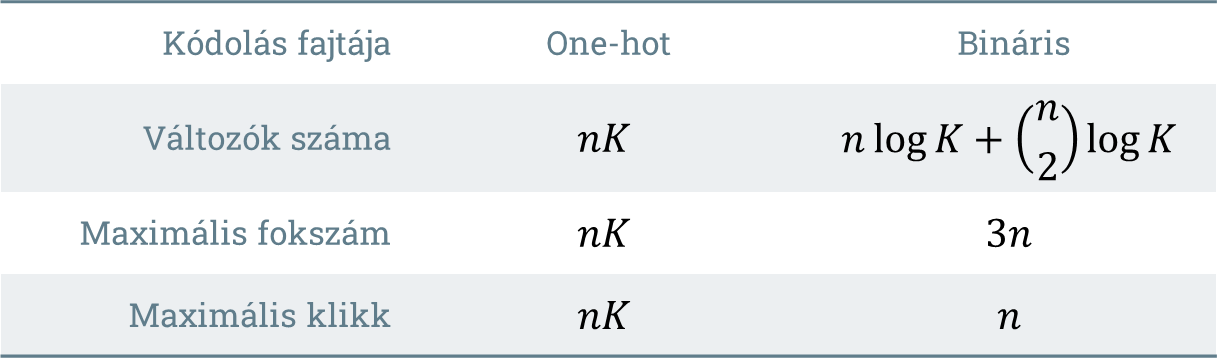 Kódolás fajtája One-hot Bináris
Változók száma nK n log K + (n 2) log K
Maximális fokszám nK 3n
Maximális klikk nK n